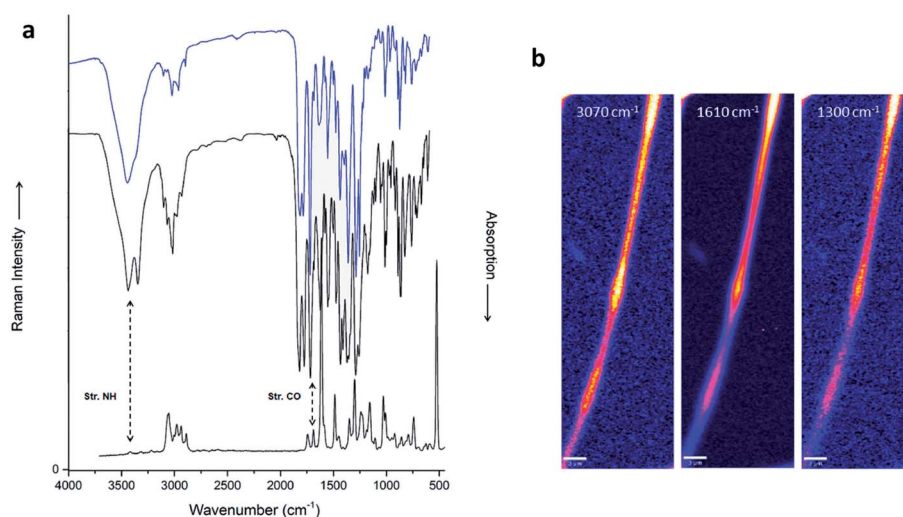 a
Raman Intensity ⟶
0
4000 3500 3000 2500 2000 1500 1000 500
Wavenumber (cm⁻¹)
Str. NH
Str. CO
Absorption ⟶
b
3070 cm⁻¹
1610 cm⁻¹
1300 cm⁻¹